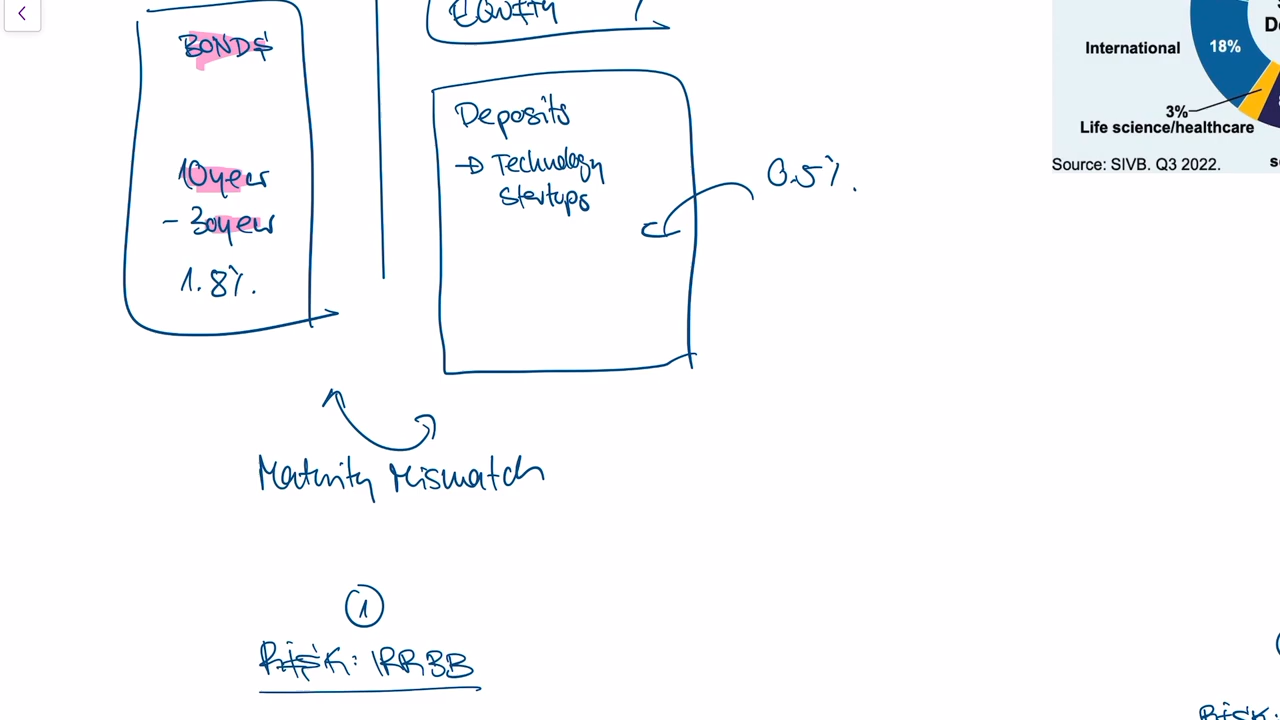 BONDS
10year
- 30year
1.8%.
EQUITY
Deposits
→ Technology
Startups
0.5%.
Maturity Mismatch
1
RISK: IRRBB
International
18%
3%
Life science/healthcare
Source: SIVB. Q3 2022.